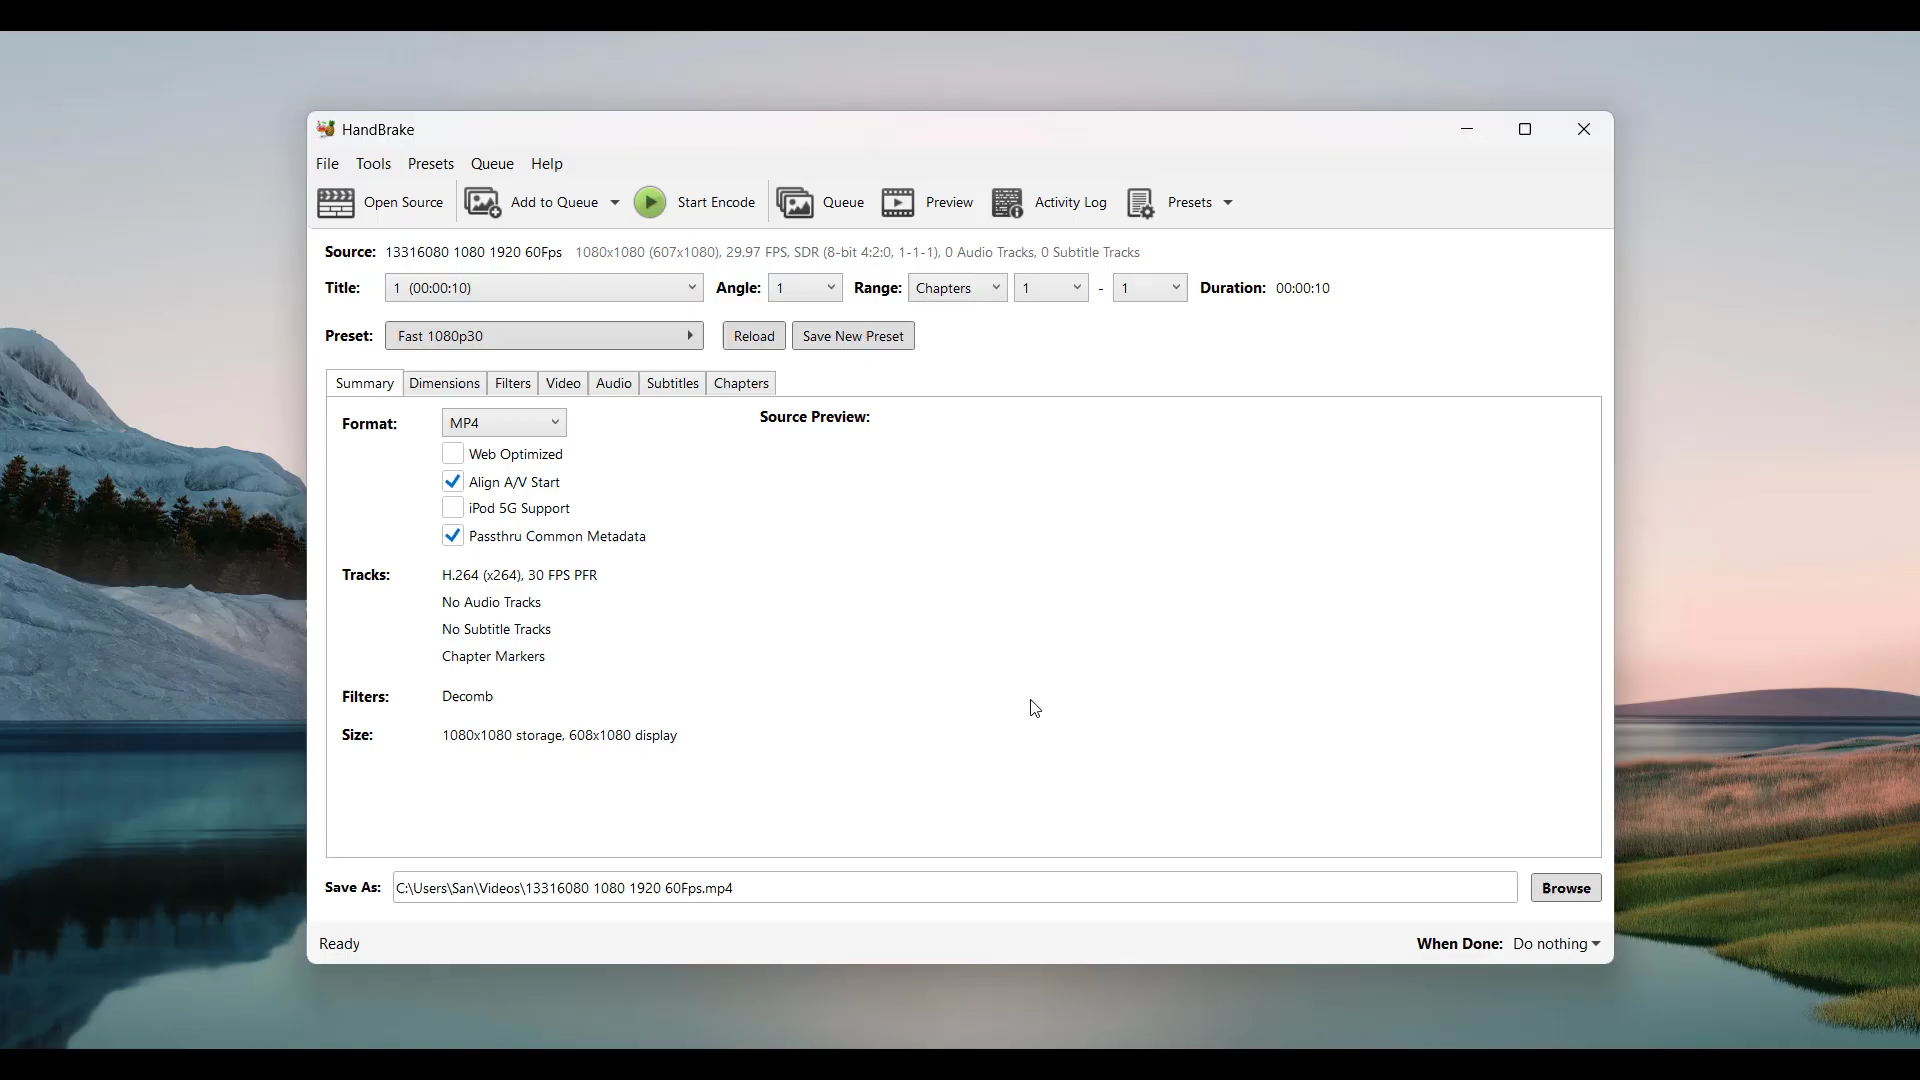 HandBrake
File Tools Presets Queue Help
Open Source Add to Queue Start Encode Queue Preview Activity Log Presets
Source: 13316080 1080 1920 60Fps 1080x1080 (607x1080), 29.97 FPS, SDR (8-bit 4:2:0, 1-1-1), 0 Audio Tracks, 0 Subtitle Tracks
Title: 1 (00:00:10) Angle: 1 Range: Chapters 1 - 1 Duration: 00:00:10
Preset: Fast 1080p30 Reload Save New Preset
Summary Dimensions Filters Video Audio Subtitles Chapters
Format: MP4 Source Preview:
Web Optimized
Align A/V Start
iPod 5G Support
Passthru Common Metadata
Tracks: H.264 (x264), 30 FPS PFR
No Audio Tracks
No Subtitle Tracks
Chapter Markers
Filters: Decomb
Size: 1080x1080 storage, 608x1080 display
Save As: C:\Users\San\Videos\13316080 1080 1920 60Fps.mp4 Browse
Ready When Done: Do nothing